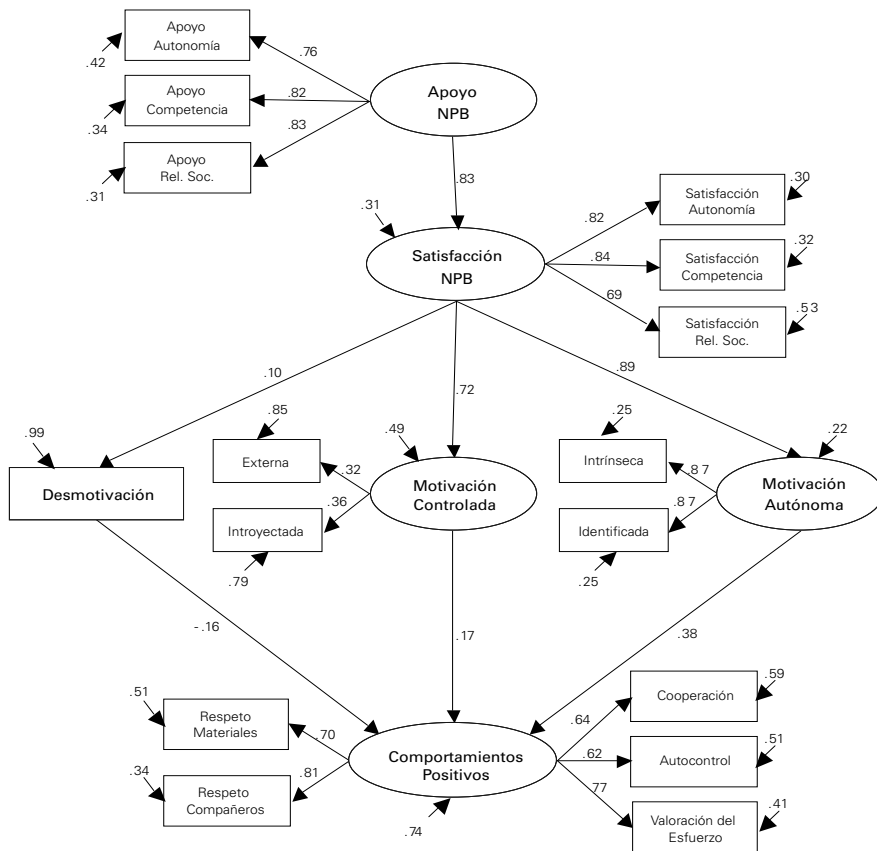 Apoyo
Autonomía
.42
.76
Apoyo
Competencia
.34
.82
Apoyo
Rel. Soc.
.31
.83
Apoyo
NPB
.83
.31
Satisfacción
NPB
.82
Satisfacción
Autonomía
.30
.84
Satisfacción
Competencia
.32
69
Satisfacción
Rel. Soc.
.53
.10
.72
.89
.99
Desmotivación
.85
Externa
.32
.49
Motivación
Controlada
.36
Introyectada
.79
.25
Intrínseca
.87
.22
Motivación
Autónoma
.87
Identificada
.25
-.16
.17
.38
.51
Respeto
Materiales
.70
.34
Respeto
Compañeros
.81
Comportamientos
Positivos
.74
.64
Cooperación
.59
.62
Autocontrol
.51
.77
Valoración del
Esfuerzo
.41